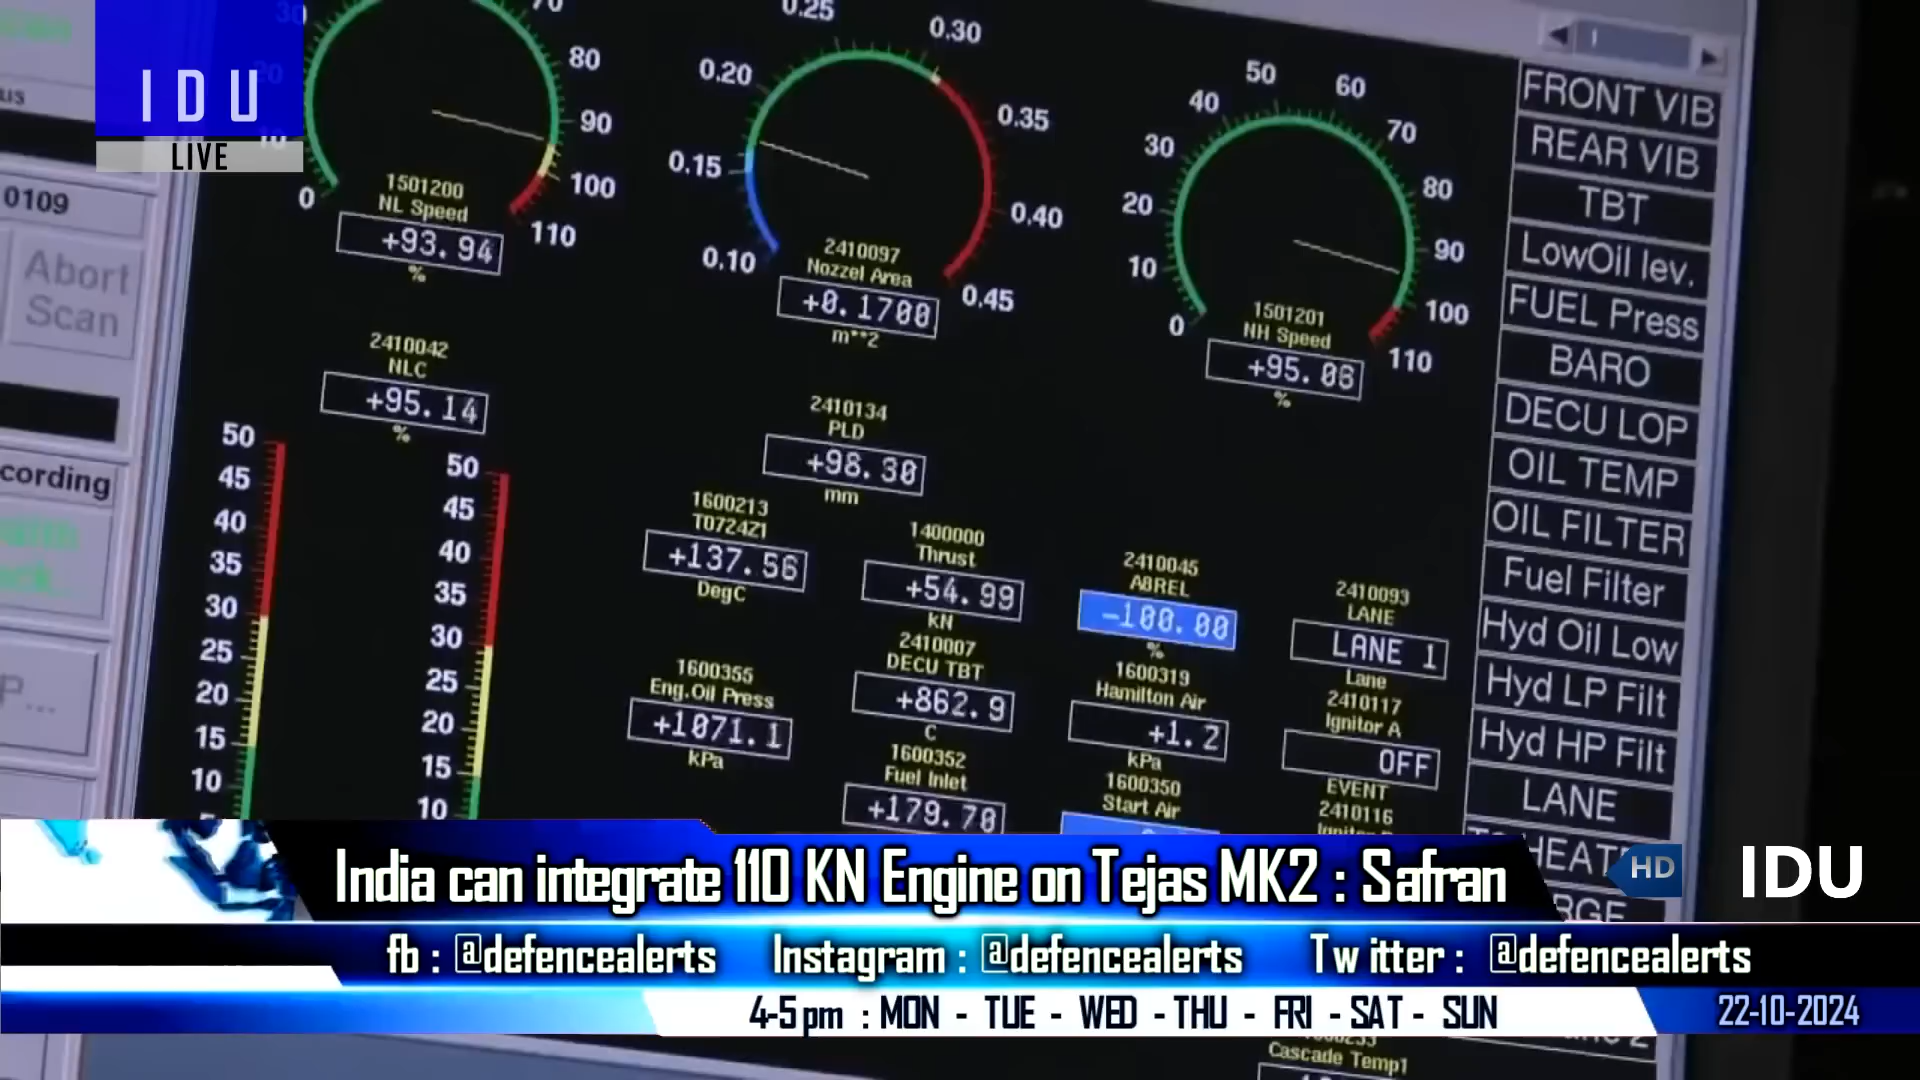 IDU
LIVE
0109
Abort
Scan
cording
30
0
70
80
90
100
110
1501200
NL Speed
+93.94
%
2410042
NLC
+95.14
%
0.10
0.15
0.20
0.25
0.30
0.35
0.40
0.45
2410097
Nozzel Area
+0.1700
m**2
2410134
PLD
+98.30
mm
0
10
20
30
40
50
60
70
80
90
100
110
1501201
NH Speed
+95.06
%
50
45
40
35
30
25
20
15
10
50
45
40
35
30
25
20
15
10
1600213
T0724Z1
+137.56
DegC
1600355
Eng.Oil Press
+1071.1
kPa
1400000
Thrust
+54.99
kN
2410007
DECU TBT
+862.9
C
1600352
Fuel Inlet
+179.70
2410045
A8REL
-100.00
%
1600319
Hamilton Air
+1.2
kPa
1600350
Start Air
2410093
LANE
LANE 1
Lane
2410117
Ignitor A
OFF
EVENT
2410116
FRONT VIB
REAR VIB
TBT
LowOil lev.
FUEL Press
BARO
DECU LOP
OIL TEMP
OIL FILTER
Fuel Filter
Hyd Oil Low
Hyd LP Filt
Hyd HP Filt
LANE
India can integrate 110 KN Engine on Tejas MK2 : Safran
HD
IDU
fb : @defencealerts Instagram : @defencealerts Twitter : @defencealerts
4-5pm : MON - TUE - WED - THU - FRI - SAT - SUN
22-10-2024
Cascade Temp1